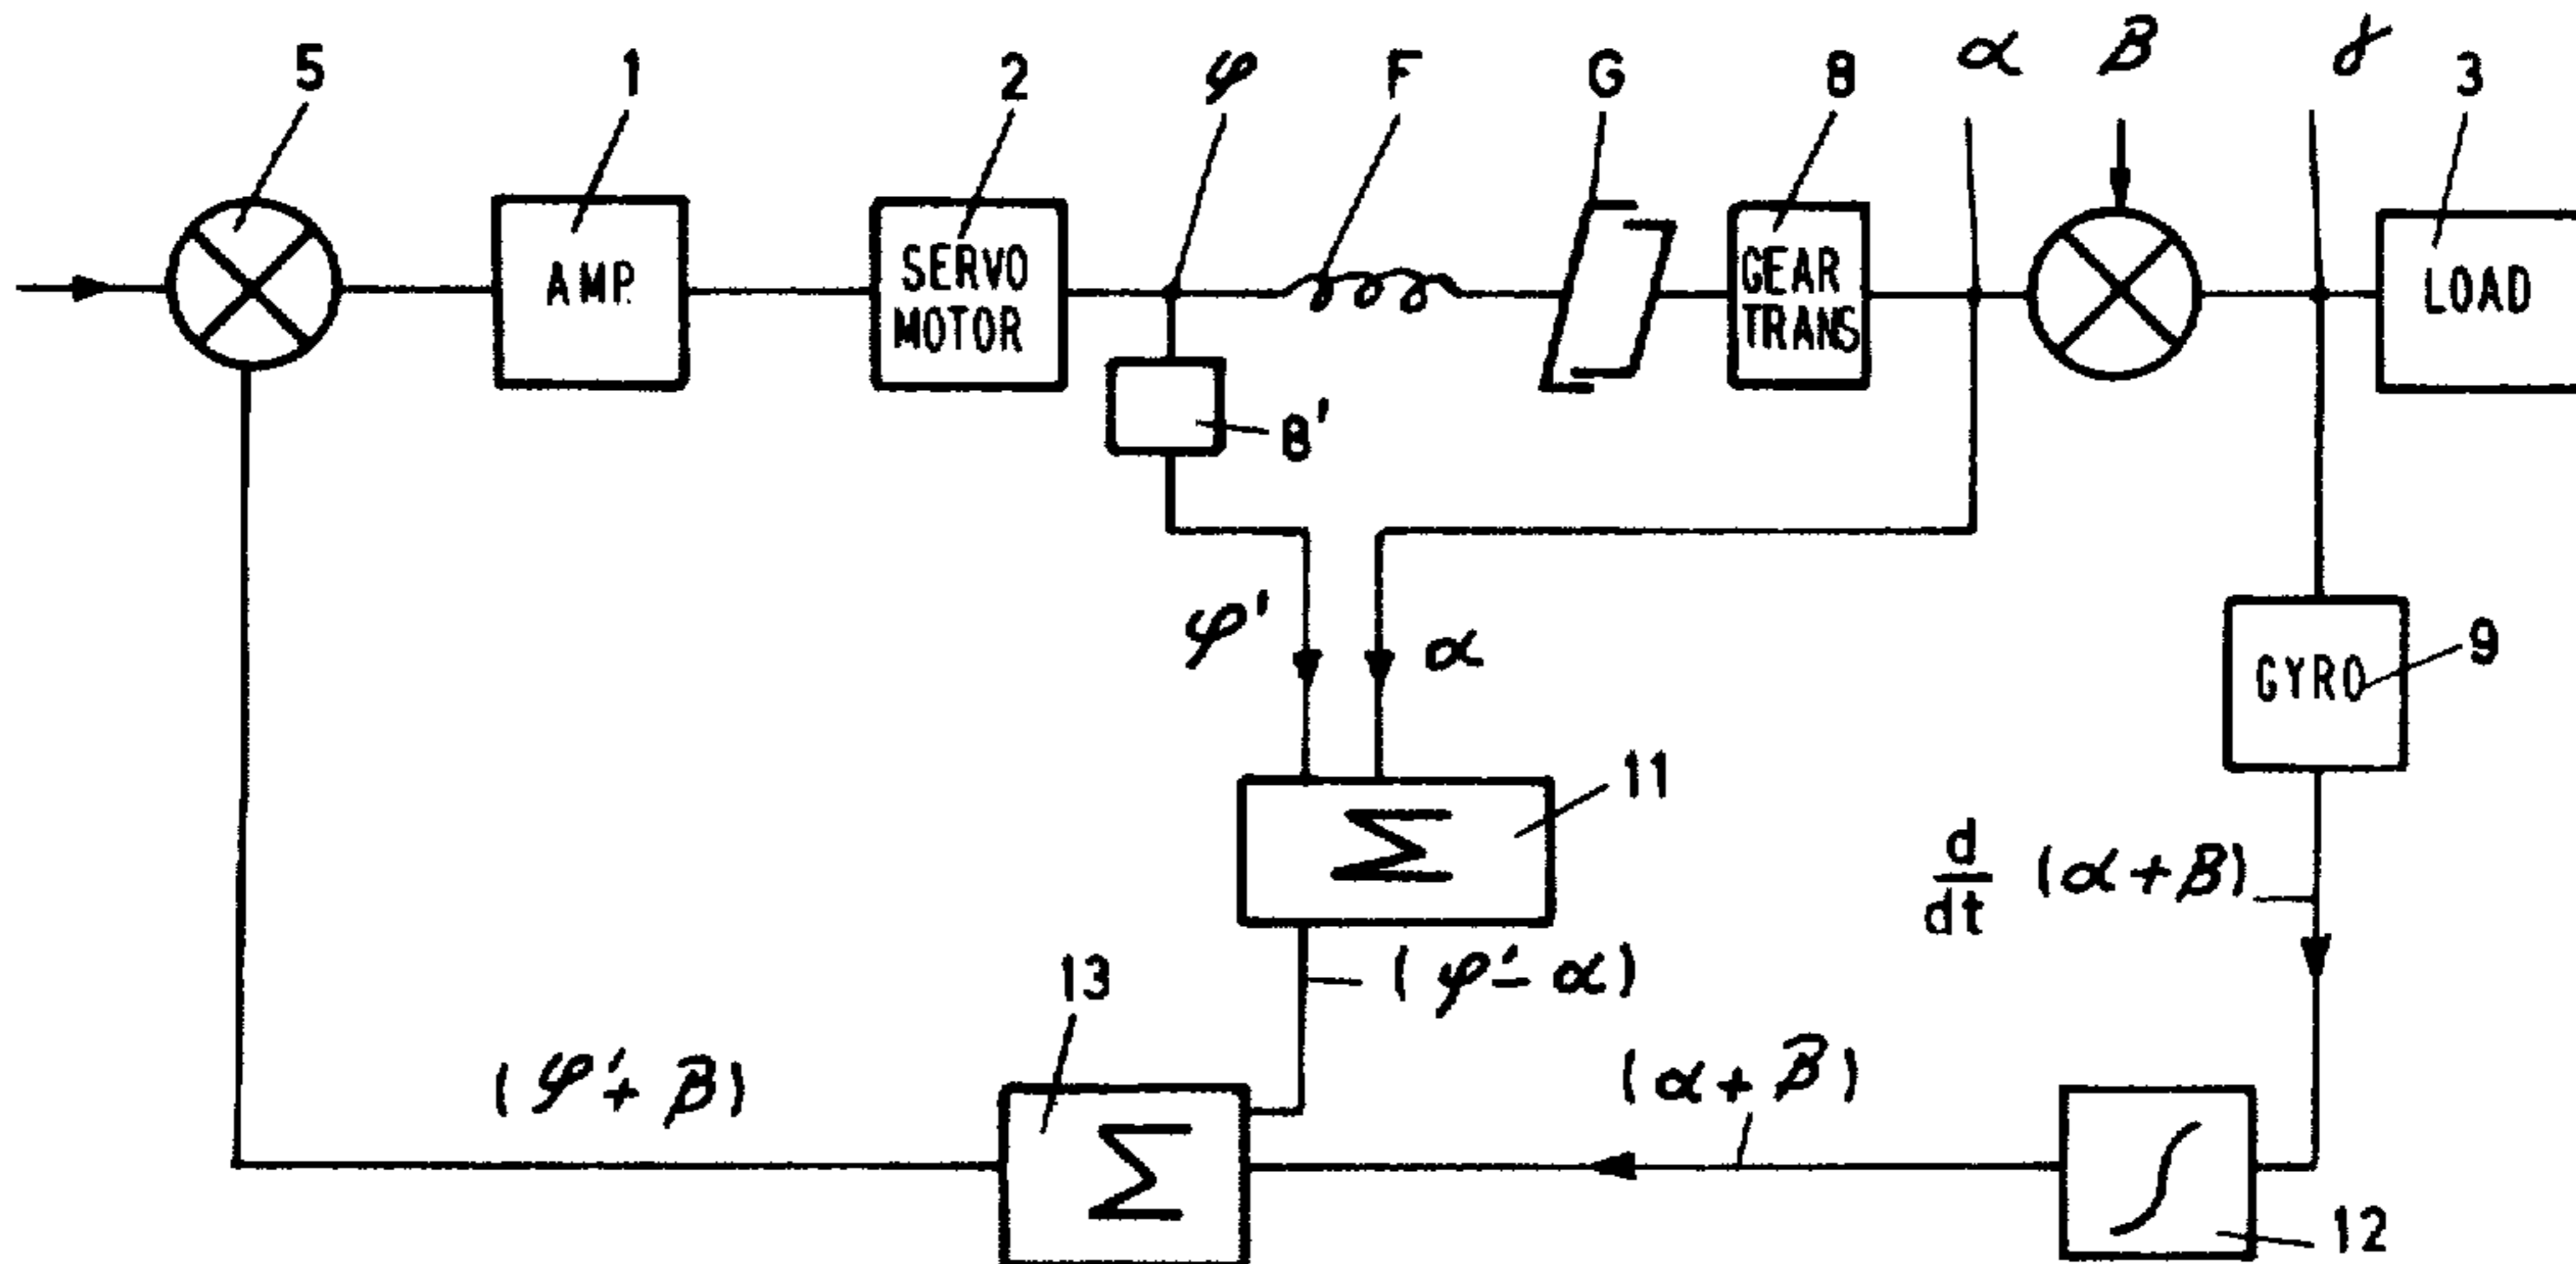 5 1 2 φ F G 8 α β γ 3
AMP.
SERVO
MOTOR
GEAR
TRANS
LOAD
8'
φ' α
GYRO
9
11
Σ
d/dt (α + β)
(φ' - α)
13
(φ' + β)
(α + β)
Σ
∫
12